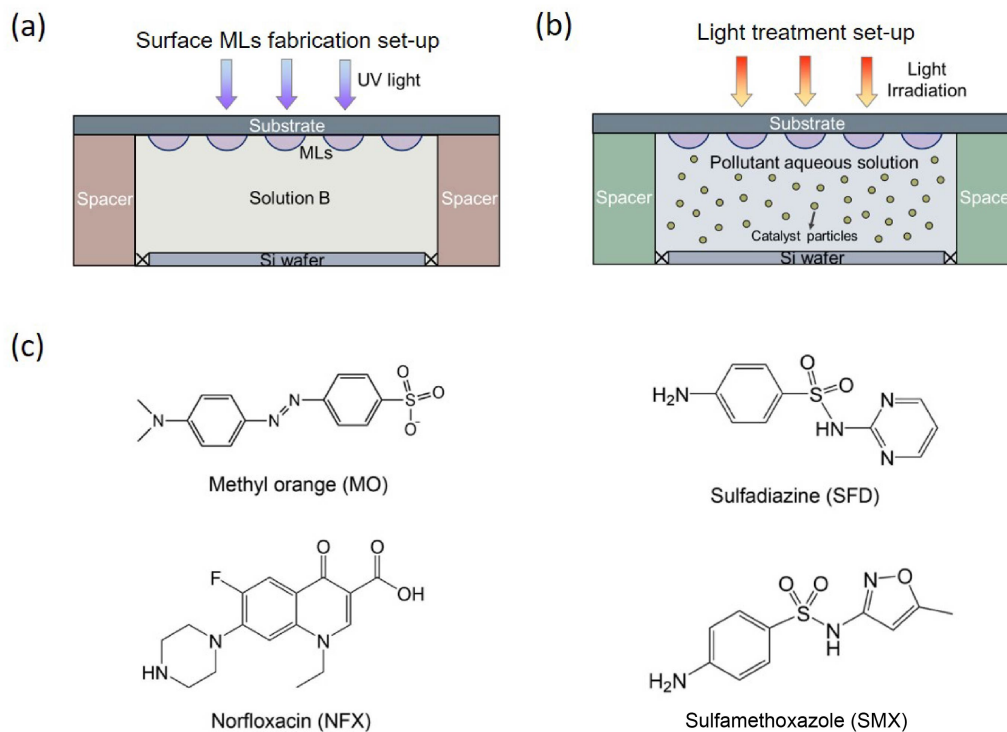 (a)
Surface MLs fabrication set-up
UV light
Substrate
MLs
Spacer
Solution B
Spacer
Si wafer
(b)
Light treatment set-up
Light
Irradiation
Substrate
Pollutant aqueous solution
Spacer
Space
Catalyst particles
Si wafer
(c)
N
N
N
S
O
O
O-
Methyl orange (MO)
H2N
S
O
O
HN
N
N
Sulfadiazine (SFD)
F
O
O
OH
N
N
HN
Norfloxacin (NFX)
O
O
S
N
O
N
H
H2N
Sulfamethoxazole (SMX)